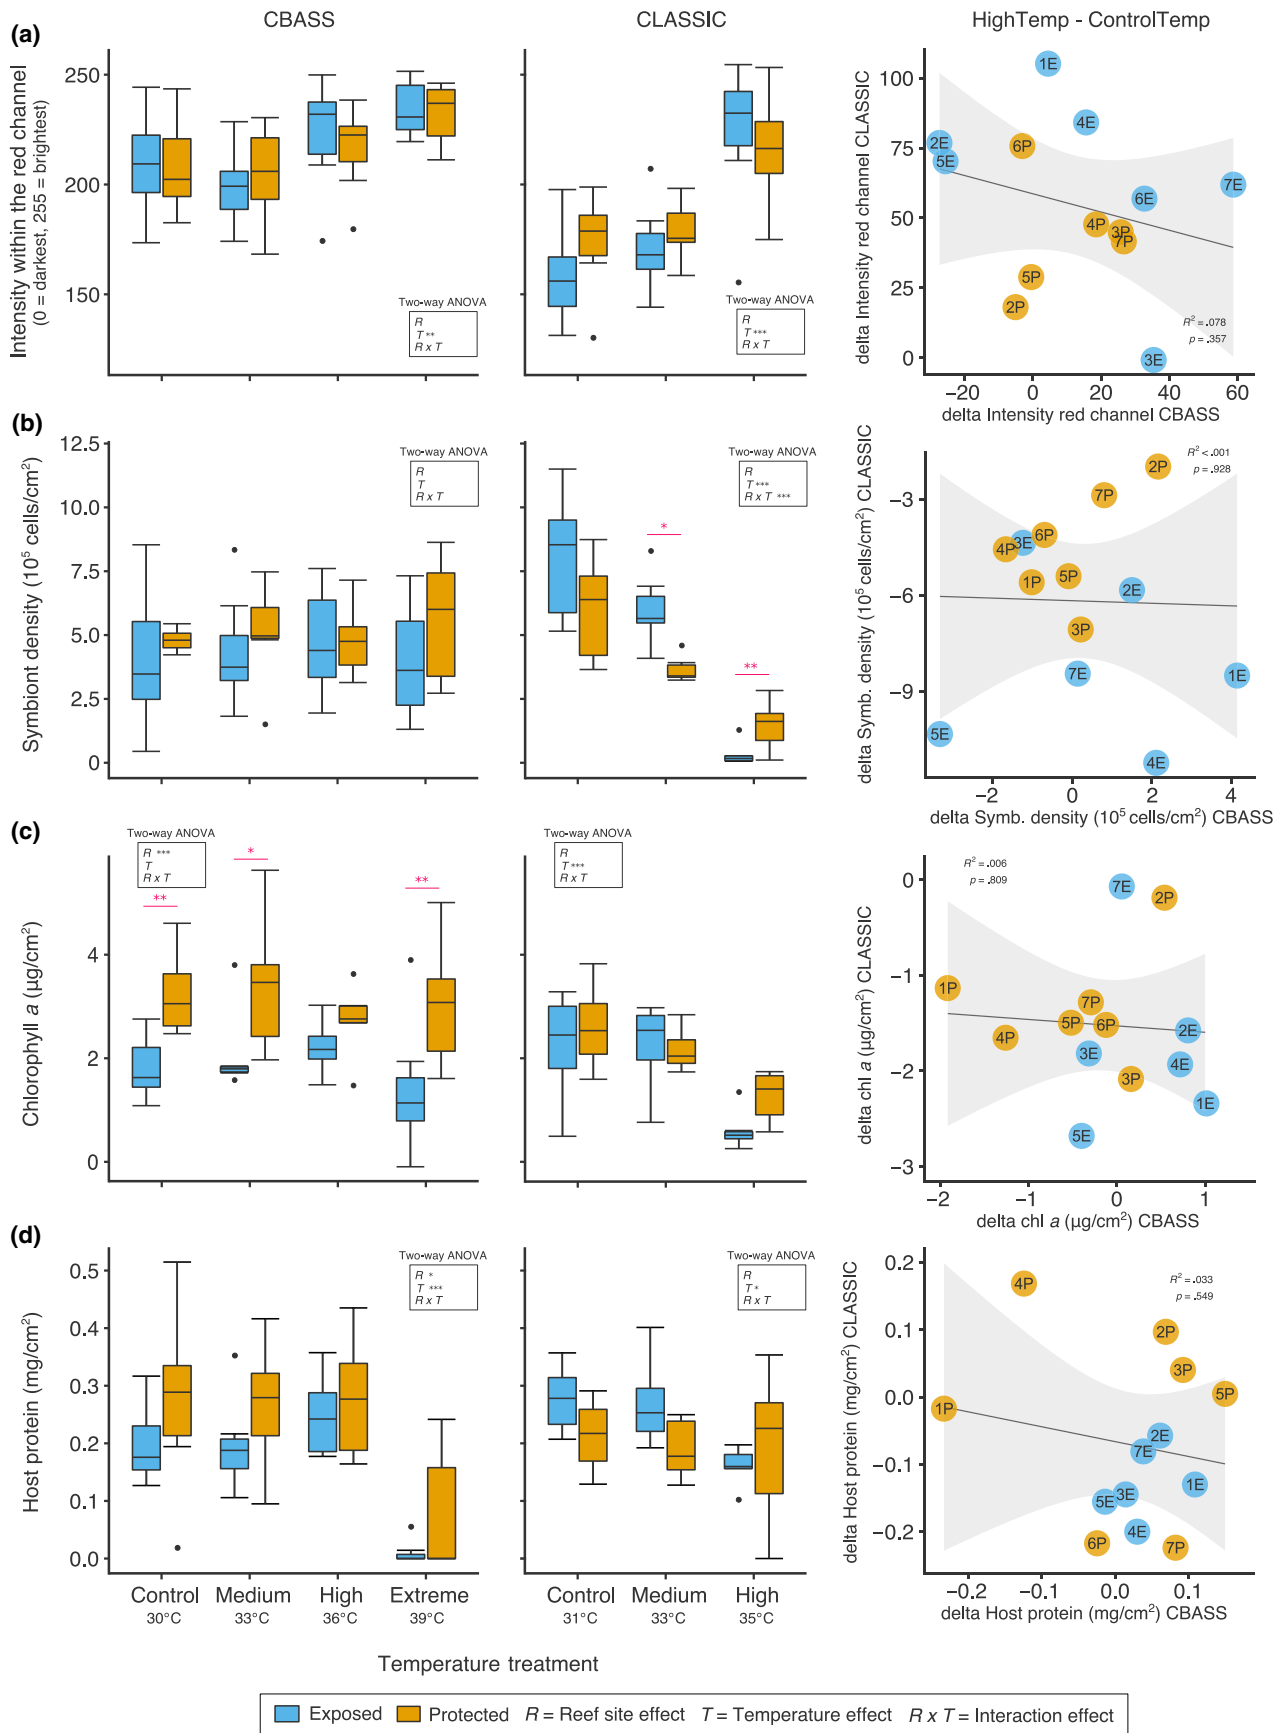 CBASS
CLASSIC
HighTemp - ControlTemp
(a)
Intensity within the red channel
(0 = darkest, 255 = brightest)
250
200
150
Two-way ANOVA
R
T **
R x T
Two-way ANOVA
R
T ***
R x T
delta Intensity red channel CLASSIC
100
75
50
25
0
1E
4E
2E
5E
6P
7E
6E
4P
3P
7P
5P
2P
3E
R² = .078
p = .357
−20
0
20
40
60
delta Intensity red channel CBASS
(b)
Symbiont density (10⁵ cells/cm²)
12.5
10.0
7.5
5.0
2.5
0
Two-way ANOVA
R
T
R x T
Two-way ANOVA
R
T ***
R x T ***
*
**
delta Symb. density (10⁵ cells/cm²) CLASSIC
−3
−6
−9
R² < .001
p = .928
2P
7P
6P
3E
4P
5P
1P
2E
3P
7E
1E
5E
4E
−2
0
2
4
delta Symb. density (10⁵ cells/cm²) CBASS
(c)
Chlorophyll a (µg/cm²)
4
2
0
Two-way ANOVA
R ***
T
R x T
**
*
**
Two-way ANOVA
R
T ***
R x T
delta chl a (µg/cm²) CLASSIC
0
−1
−2
−3
R² = .006
p = .809
7E
2P
1P
7P
5P
6P
4P
2E
3E
4E
3P
1E
5E
−2
−1
0
1
delta chl a (µg/cm²) CBASS
(d)
Host protein (mg/cm²)
0.5
0.4
0.3
0.2
0.1
0.0
Two-way ANOVA
R *
T ***
R x T
Two-way ANOVA
R
T *
R x T
delta Host protein (mg/cm²) CLASSIC
0.2
0.1
0.0
−0.1
−0.2
R² = .033
p = .549
4P
2P
3P
5P
1P
2E
7E
1E
3E
5E
4E
6P
7P
−0.2
−0.1
0.0
0.1
delta Host protein (mg/cm²) CBASS
Control Medium High Extreme
30°C 33°C 36°C 39°C
Control Medium High
31°C 33°C 35°C
Temperature treatment
Exposed Protected R = Reef site effect T = Temperature effect R x T = Interaction effect